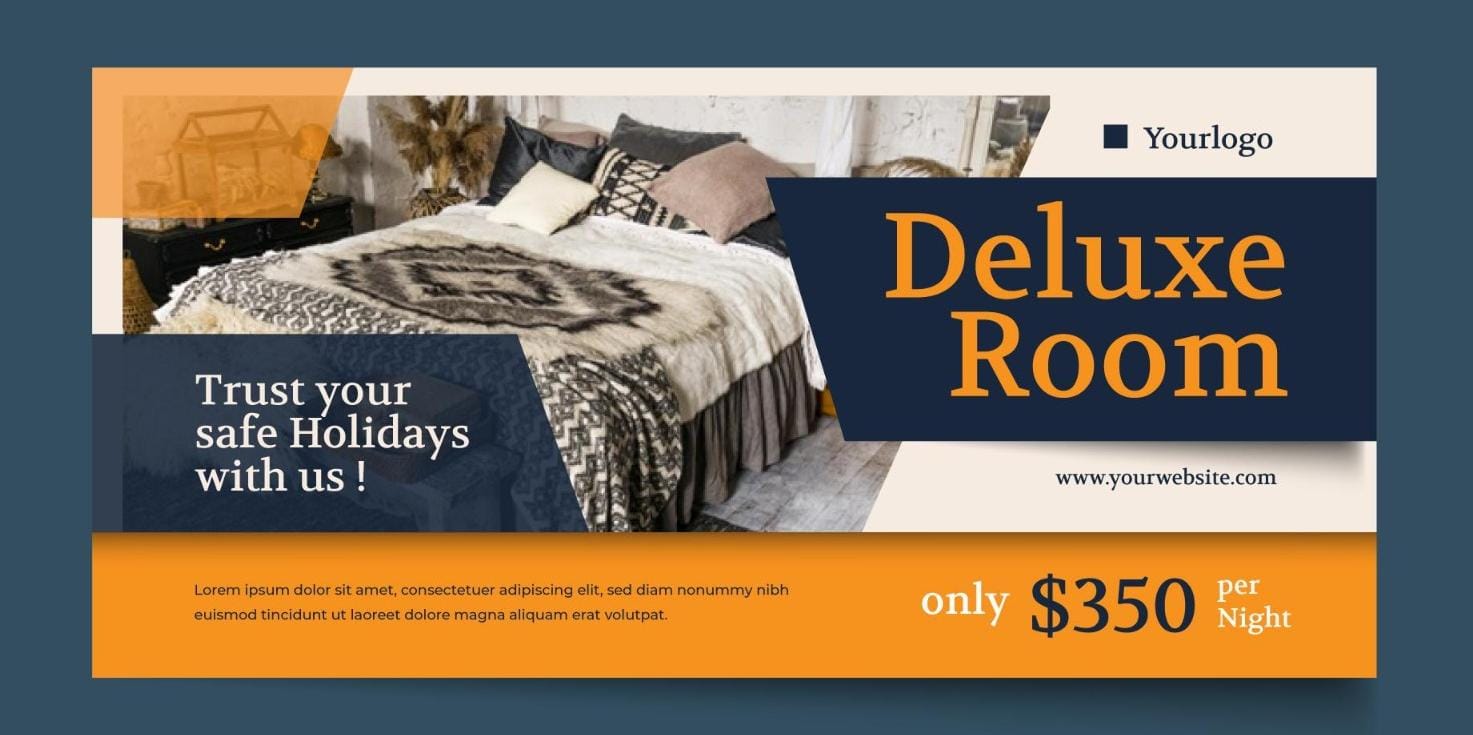 Yourlogo
Deluxe
Room
Trust your
safe Holidays
with us !
www.yourwebsite.com
Lorem ipsum dolor sit amet, consectetuer adipiscing elit, sed diam nonummy nibh
euismod tincidunt ut laoreet dolore magna aliquam erat volutpat.
only $350 per
Night